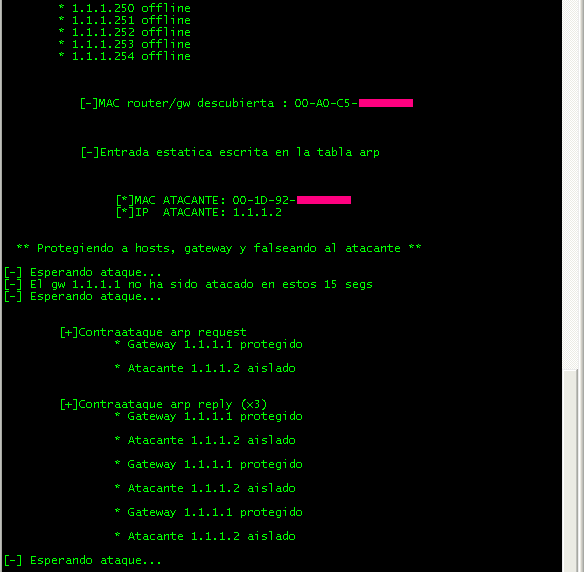 * 1.1.1.250 offline
* 1.1.1.251 offline
* 1.1.1.252 offline
* 1.1.1.253 offline
* 1.1.1.254 offline
[-]MAC router/gw descubierta : 00-A0-C5-
[-]Entrada estatica escrita en la tabla arp
[*]MAC ATACANTE: 00-1D-92-
[*]IP  ATACANTE: 1.1.1.2
** Protegiendo a hosts, gateway y falseando al atacante **
[-] Esperando ataque...
[-] El gw 1.1.1.1 no ha sido atacado en estos 15 segs
[-] Esperando ataque...
[+]Contraataque arp request
* Gateway 1.1.1.1 protegido
* Atacante 1.1.1.2 aislado
[+]Contraataque arp reply (x3)
* Gateway 1.1.1.1 protegido
* Atacante 1.1.1.2 aislado
* Gateway 1.1.1.1 protegido
* Atacante 1.1.1.2 aislado
* Gateway 1.1.1.1 protegido
* Atacante 1.1.1.2 aislado
[-] Esperando ataque...